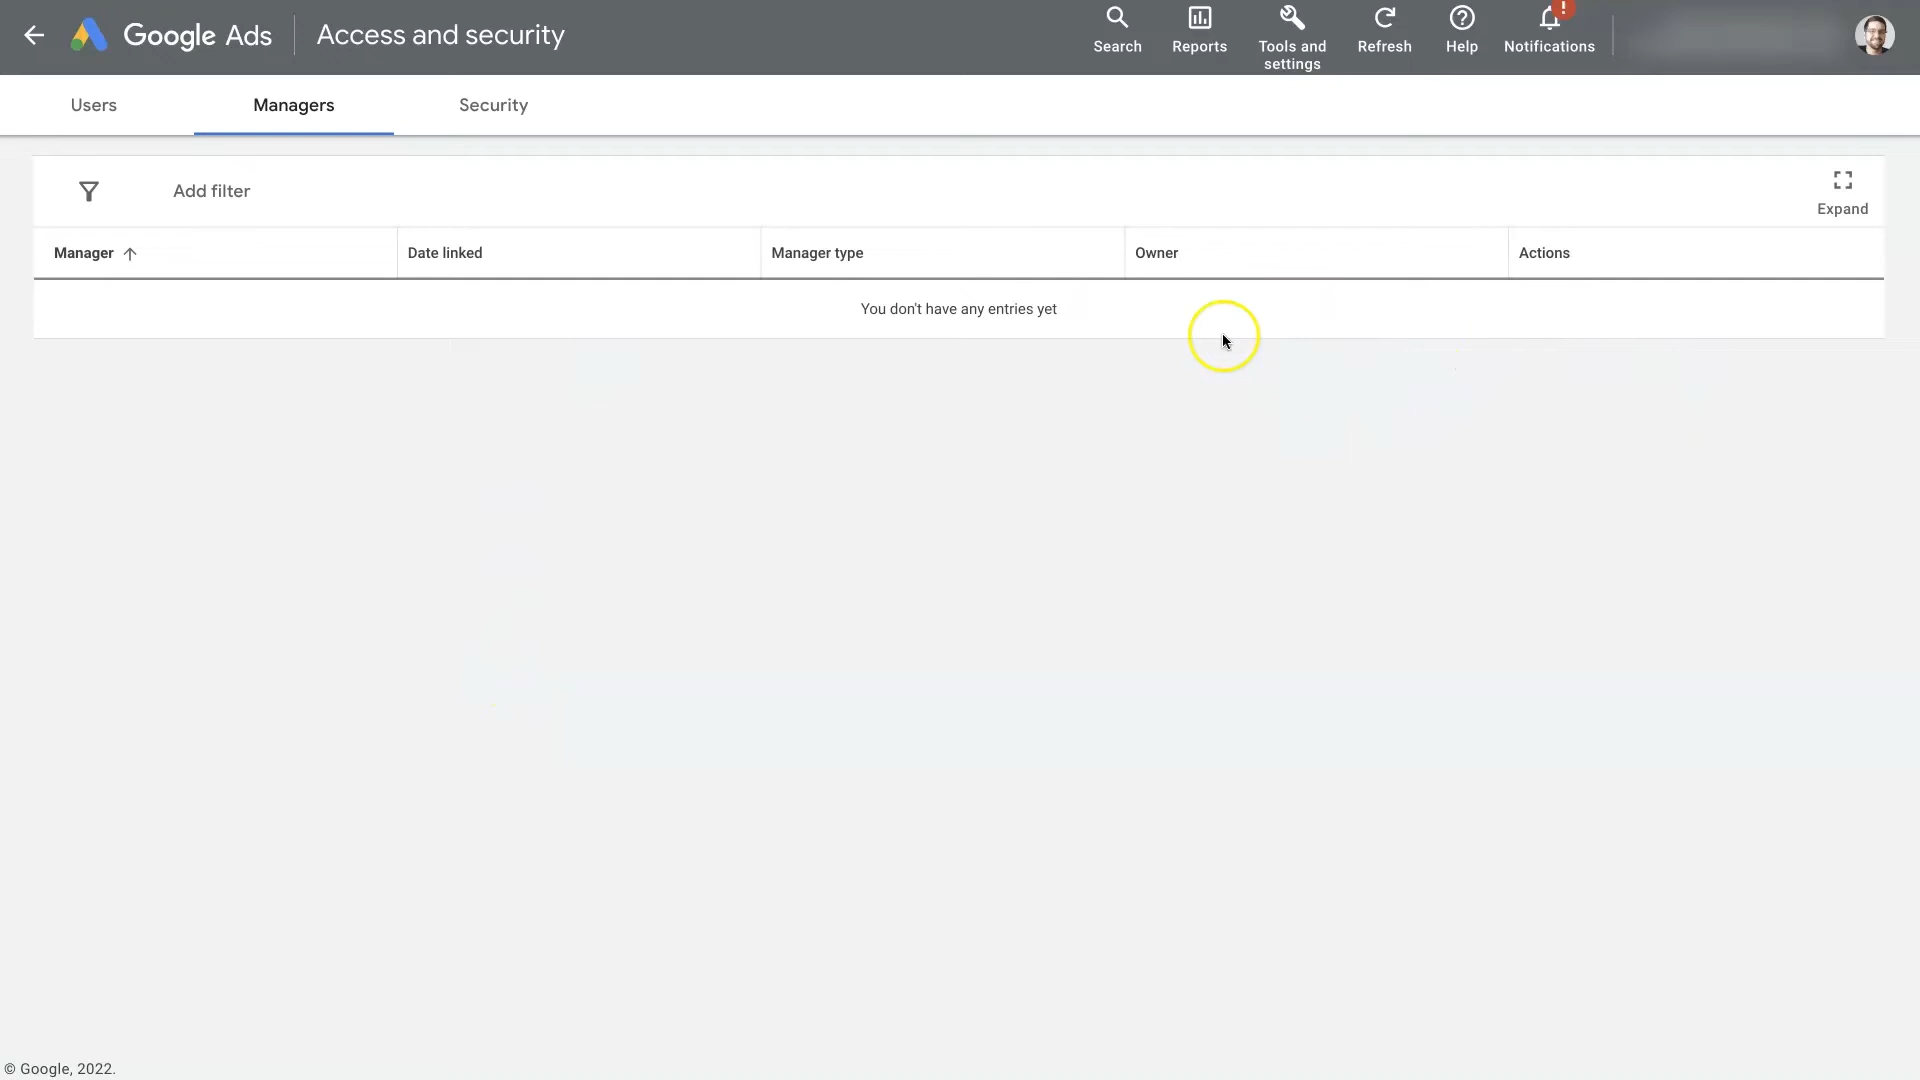 Google Ads
Access and security
Search
Reports
Tools and
settings
Refresh
Help
!
Notifications
Users
Managers
Security
Add filter
Expand
Manager
Date linked
Manager type
Owner
Actions
You don't have any entries yet
© Google, 2022.